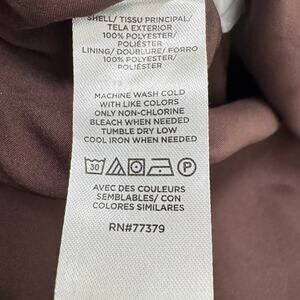 SHELL/ TISSU PRINCIPAL/
TELA EXTERIOR
100% POLYESTER/
POLIÉSTER
LINING/ DOUBLURE/ FORRO
100% POLYESTER/
POLIÉSTER
MACHINE WASH COLD
WITH LIKE COLORS
ONLY NON-CHLORINE
BLEACH WHEN NEEDED
TUMBLE DRY LOW
COOL IRON WHEN NEEDED
30
AVEC DES COULEURS
SEMBLABLES/ CON
COLORES SIMILARES
RN#77379